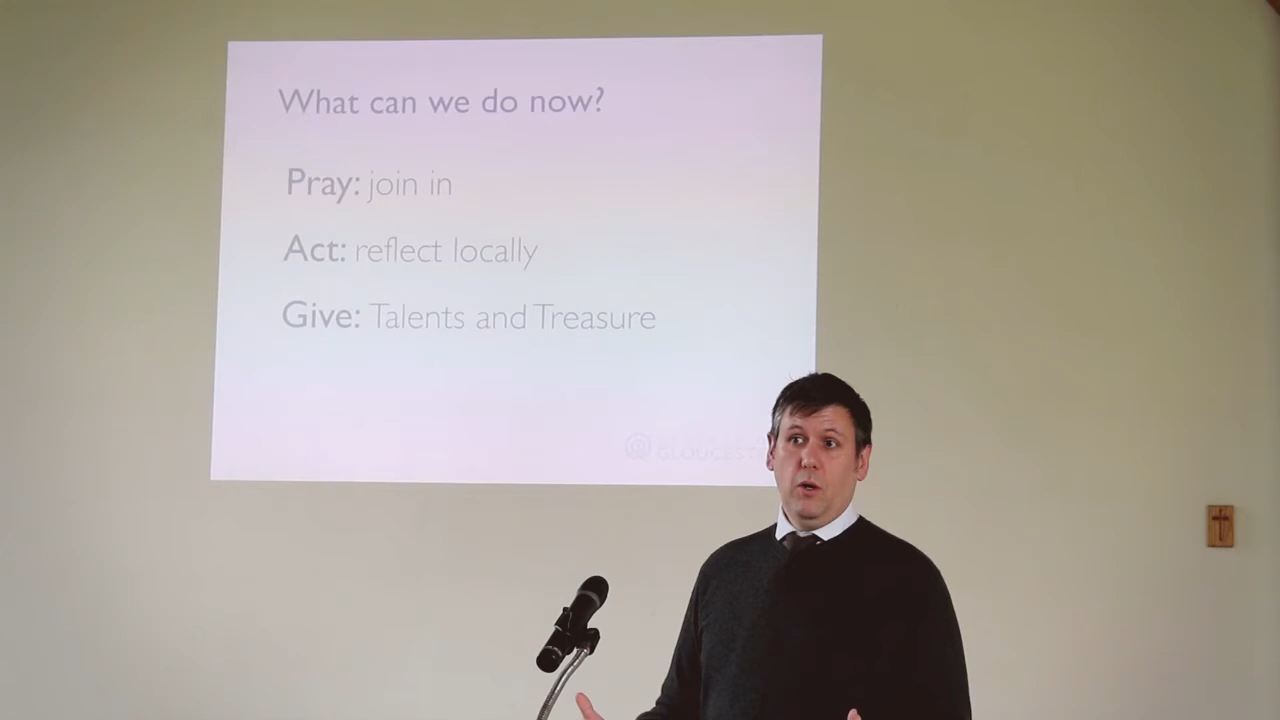 What can we do now?
Pray: join in
Act: reflect locally
Give: Talents and Treasure